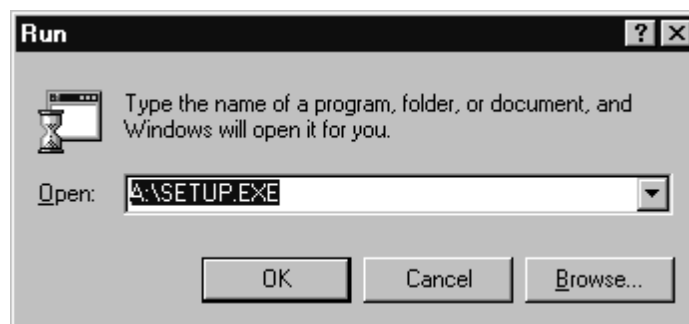 Run
Type the name of a program, folder, or document, and
Windows will open it for you.
Open: A:\SETUP.EXE
OK Cancel Browse...